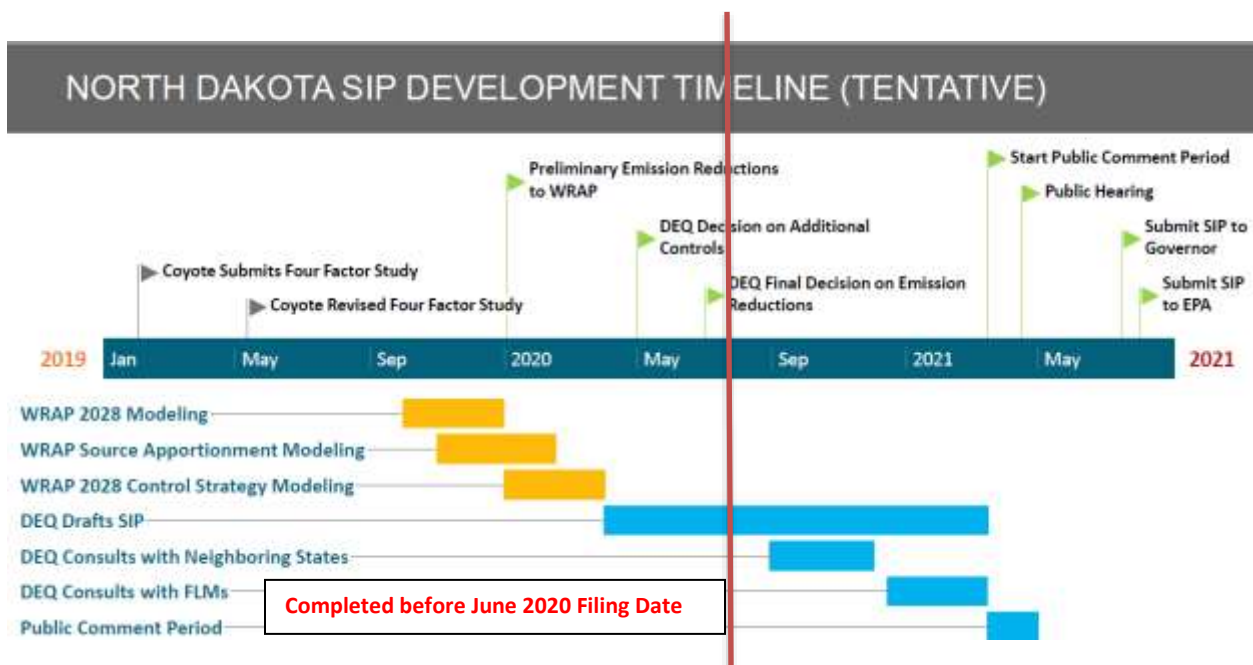 NORTH DAKOTA SIP DEVELOPMENT TIMELINE (TENTATIVE)
Start Public Comment Period
Preliminary Emission Reductions
to WRAP
Public Hearing
DEQ Decision on Additional
Controls
Submit SIP to
Governor
Coyote Submits Four Factor Study
DEQ Final Decision on Emission
Reductions
Submit SIP
to EPA
Coyote Revised Four Factor Study
2019 Jan May Sep 2020 May Sep 2021 May 2021
WRAP 2028 Modeling
WRAP Source Apportionment Modeling
WRAP 2028 Control Strategy Modeling
DEQ Drafts SIP
DEQ Consults with Neighboring States
DEQ Consults with FLMs
Completed before June 2020 Filing Date
Public Comment Period